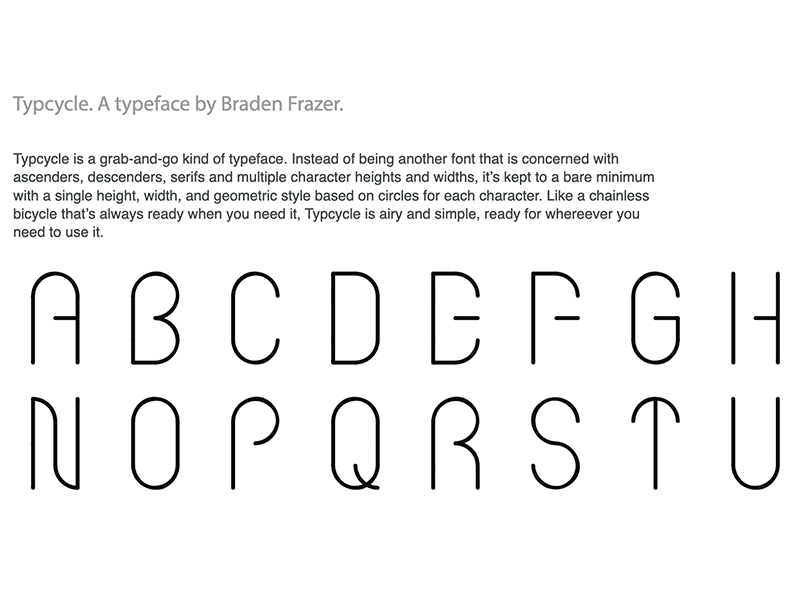 Typcycle. A typeface by Braden Frazer.
Typcycle is a grab-and-go kind of typeface. Instead of being another font that is concerned with
ascenders, descenders, serifs and multiple character heights and widths, it’s kept to a bare minimum
with a single height, width, and geometric style based on circles for each character. Like a chainless
bicycle that’s always ready when you need it, Typcycle is airy and simple, ready for whereever you
need to use it.
A B C D E F G H
N O P Q R S T U